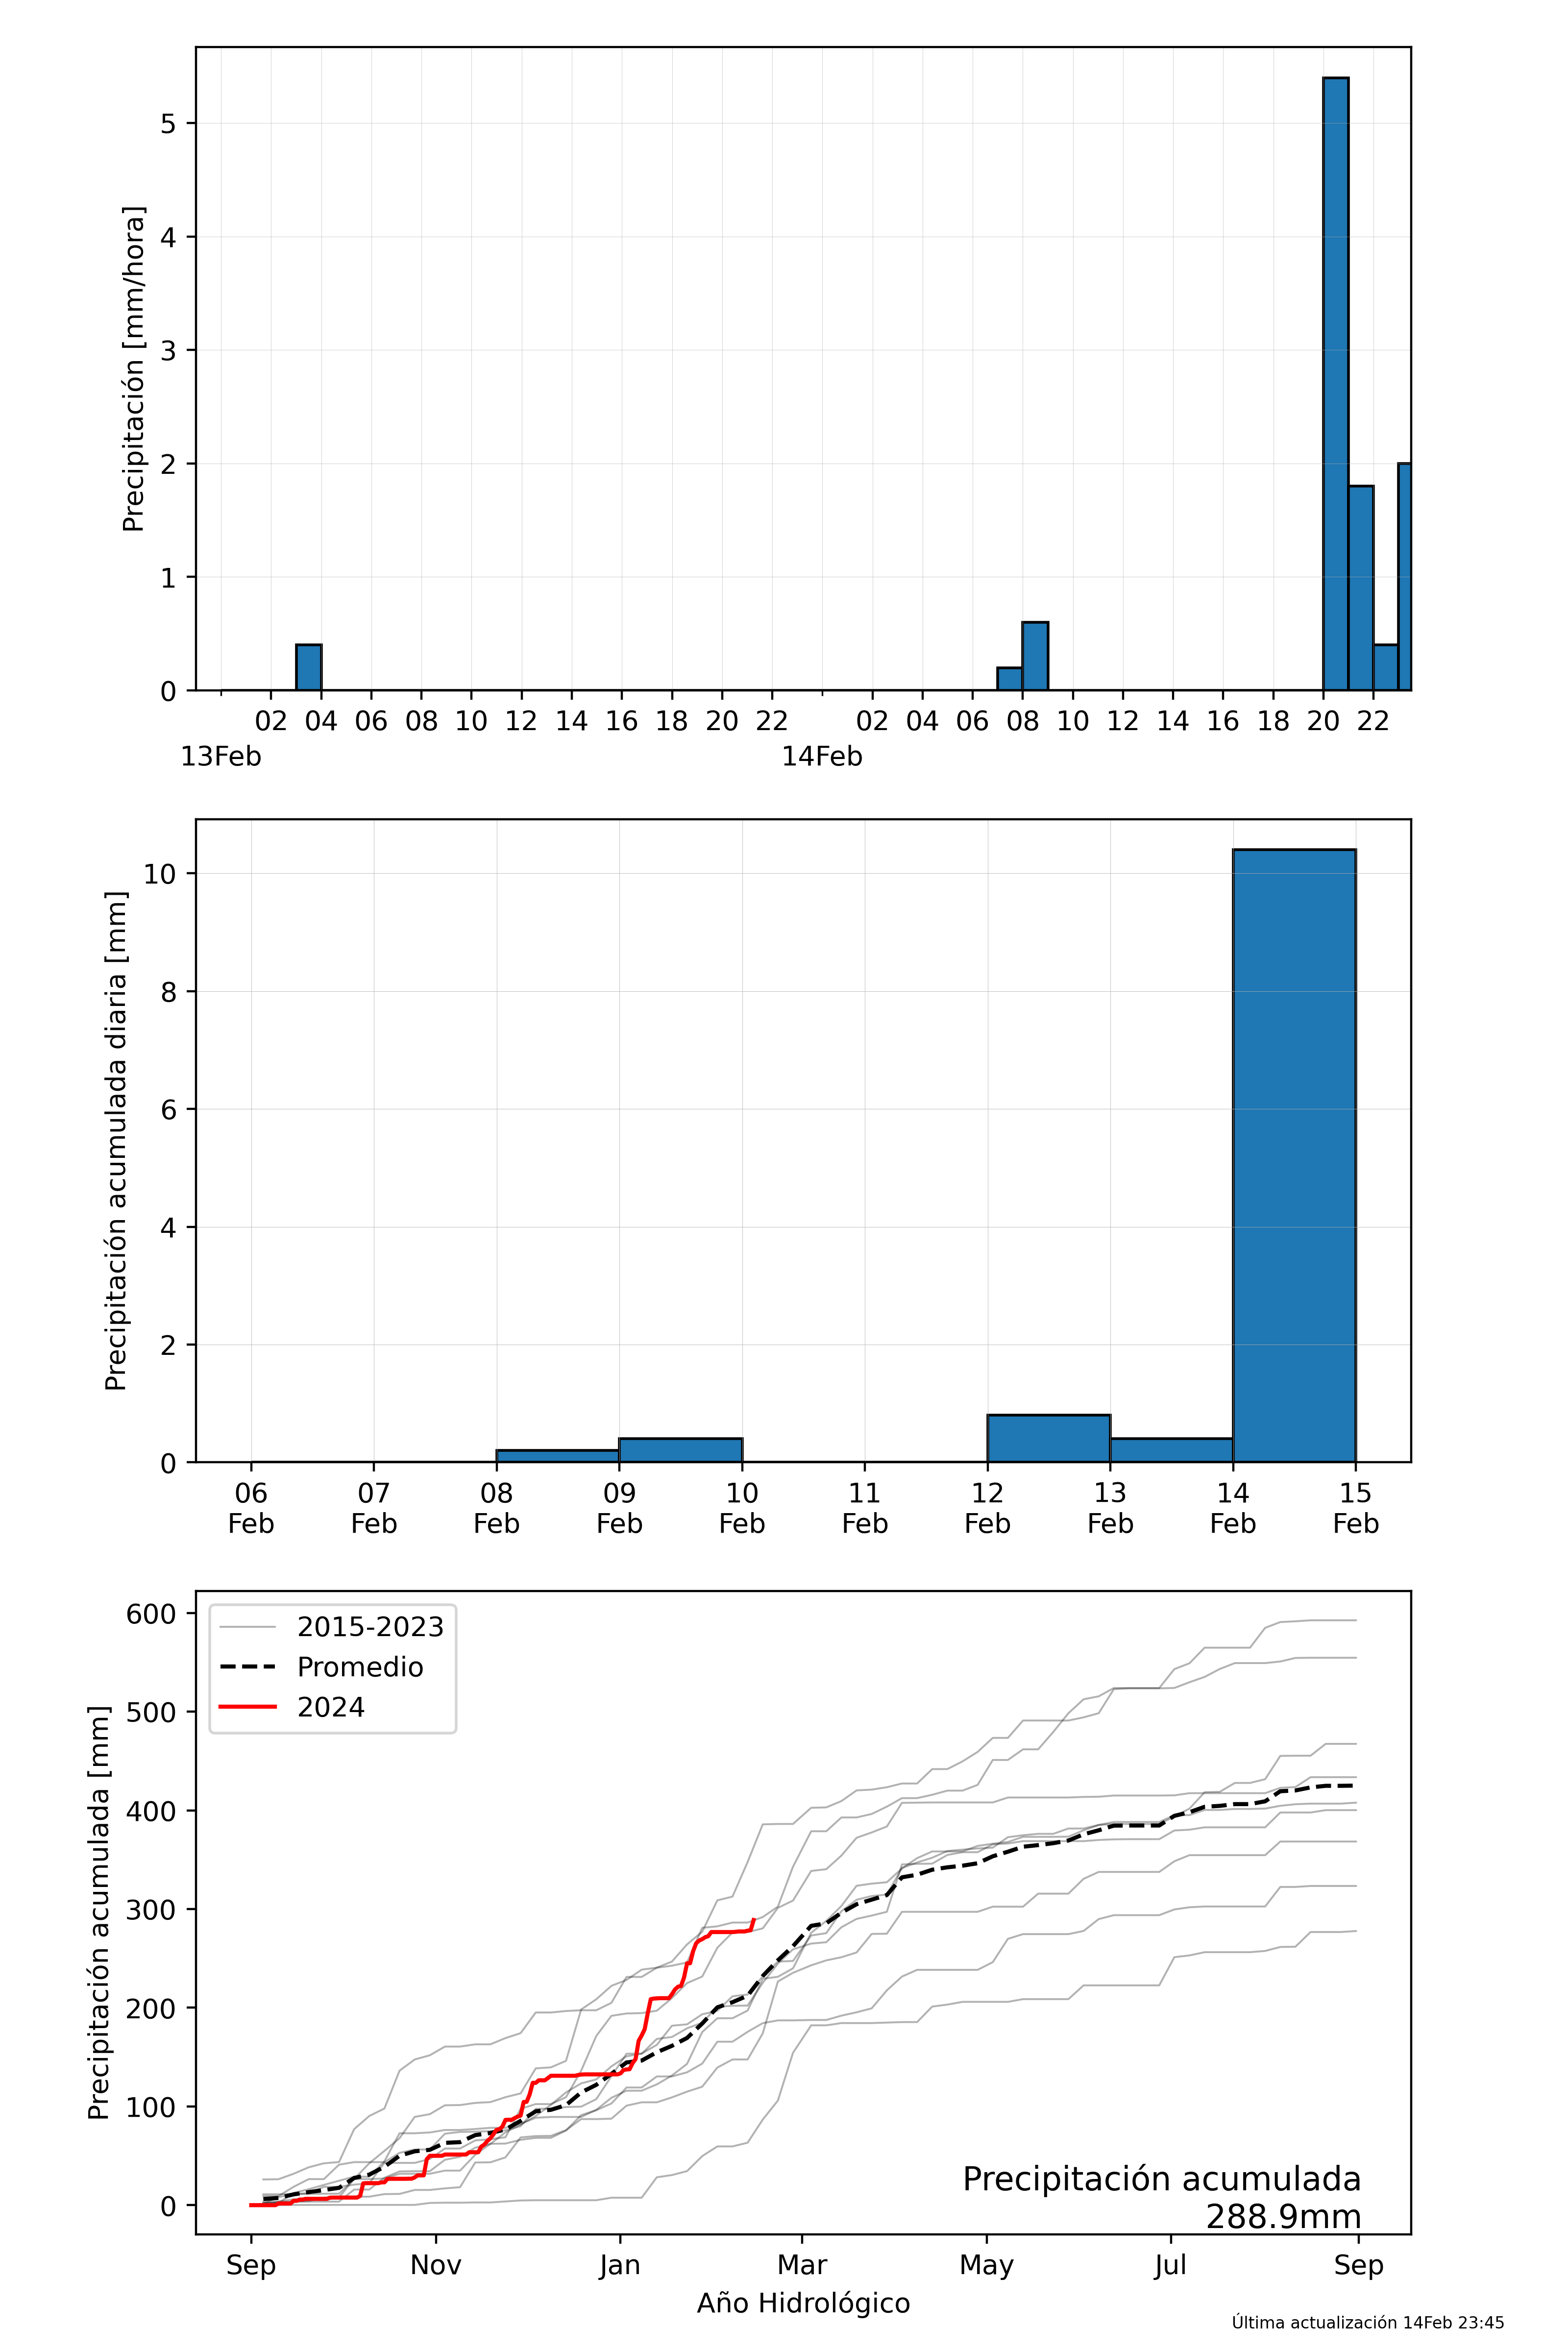 Precipitación [mm/hora]
5
4
3
2
1
0
02 04 06 08 10 12 14 16 18 20 22 02 04 06 08 10 12 14 16 18 20 22
13Feb 14Feb
Precipitación acumulada diaria [mm]
10
8
6
4
2
0
06 07 08 09 10 11 12 13 14 15
Feb Feb Feb Feb Feb Feb Feb Feb Feb Feb
Precipitación acumulada [mm]
600
500
400
300
200
100
0
2015-2023
Promedio
2024
Precipitación acumulada
288.9mm
Sep Nov Jan Mar May Jul Sep
Año Hidrológico
Última actualización 14Feb 23:45